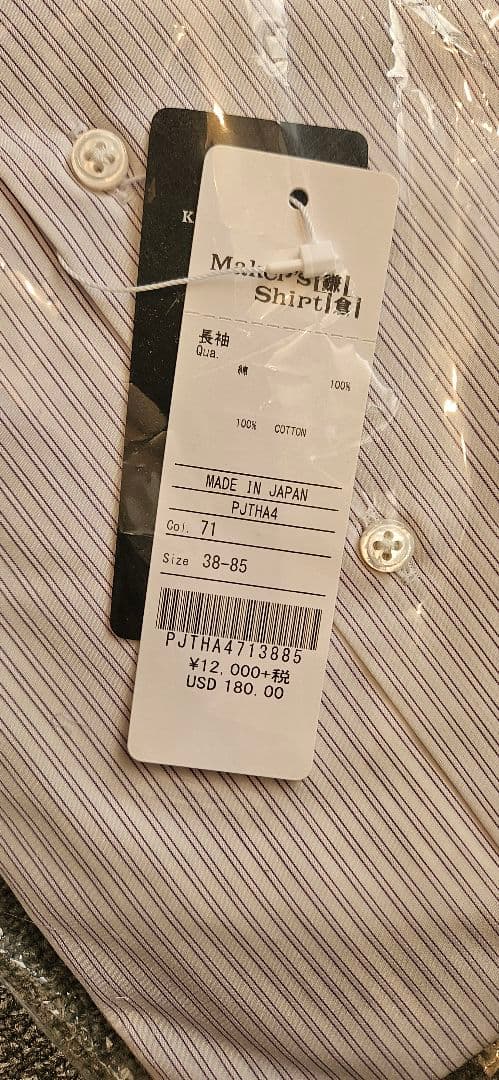 K
Maker's 鎌
Shirt 倉
長袖
Qua.
綿 100%
100% COTTON
MADE IN JAPAN
PJTHA4
Col. 71
Size 38-85
PJTHA4713885
¥12,000+税
USD 180.00